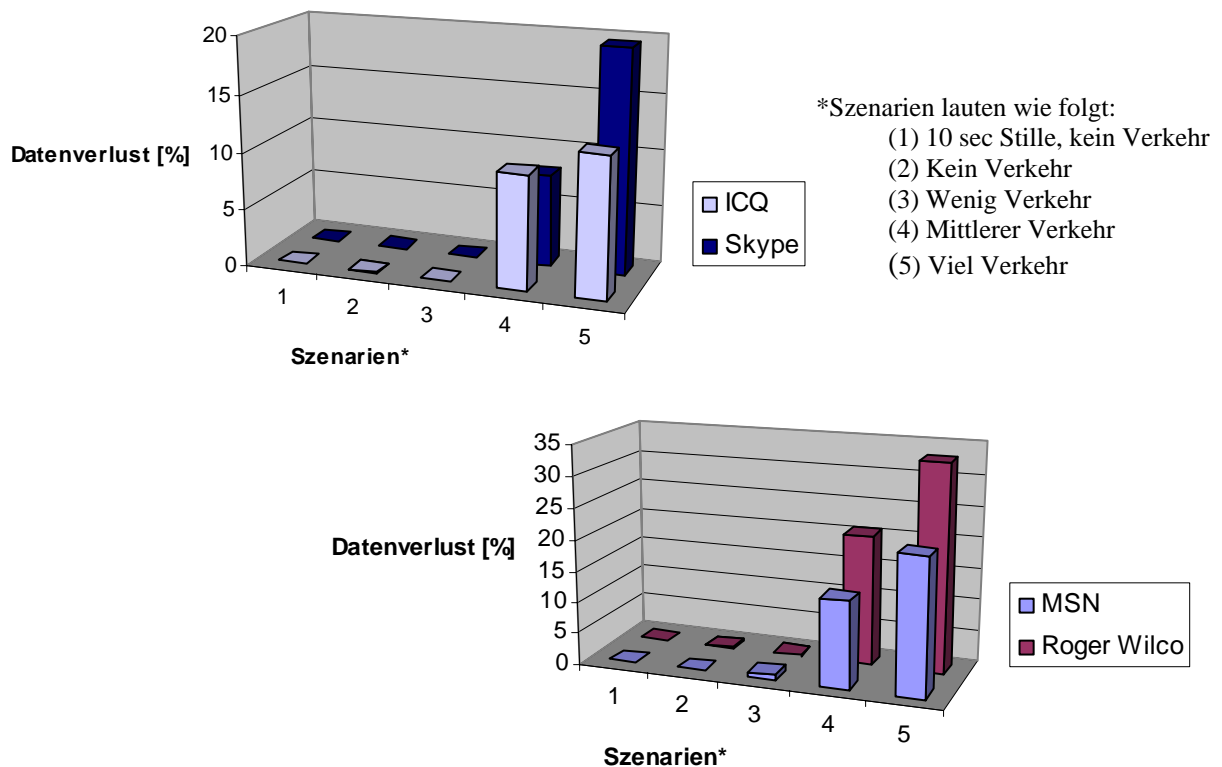 20
15
10
5
0
Datenverlust [%]
1
2
3
4
5
Szenarien*
ICQ
Skype
*Szenarien lauten wie folgt:
(1) 10 sec Stille, kein Verkehr
(2) Kein Verkehr
(3) Wenig Verkehr
(4) Mittlerer Verkehr
(5) Viel Verkehr
35
30
25
20
15
10
5
0
Datenverlust [%]
1
2
3
4
5
Szenarien*
MSN
Roger Wilco